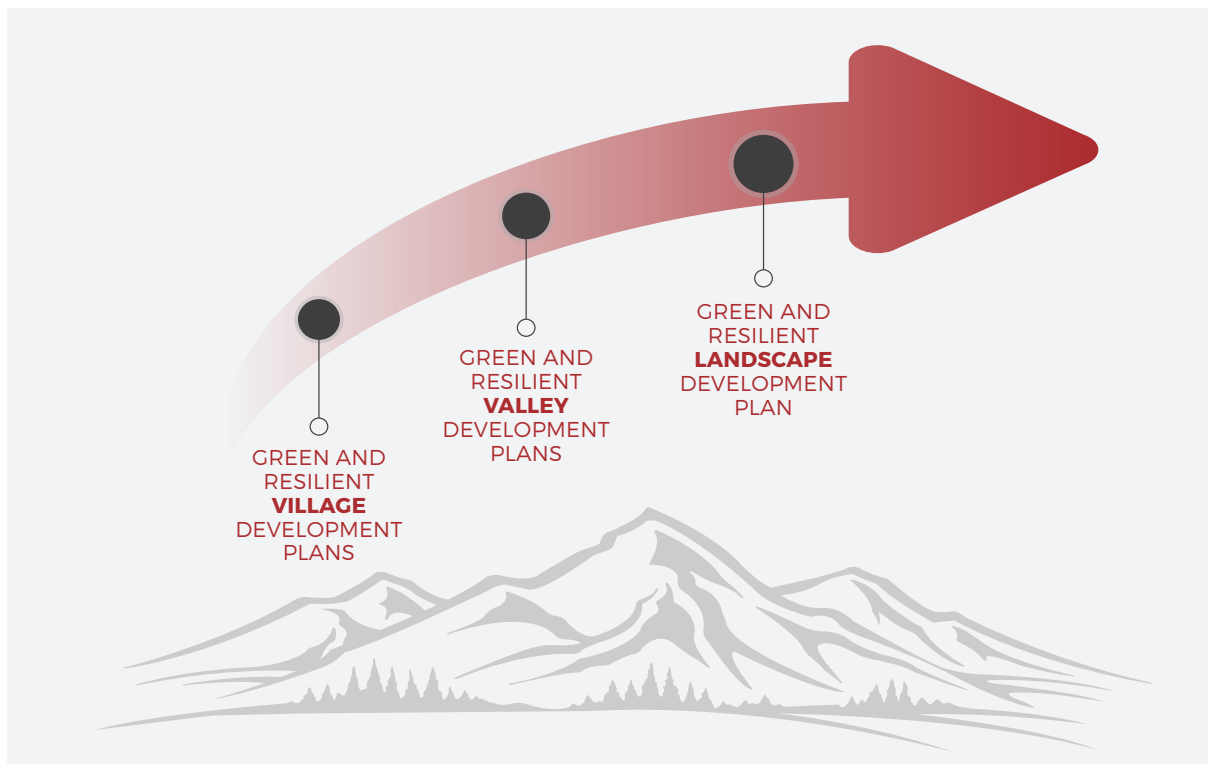 GREEN AND
RESILIENT
VILLAGE
DEVELOPMENT
PLANS
GREEN AND
RESILIENT
VALLEY
DEVELOPMENT
PLANS
GREEN AND
RESILIENT
LANDSCAPE
DEVELOPMENT
PLAN